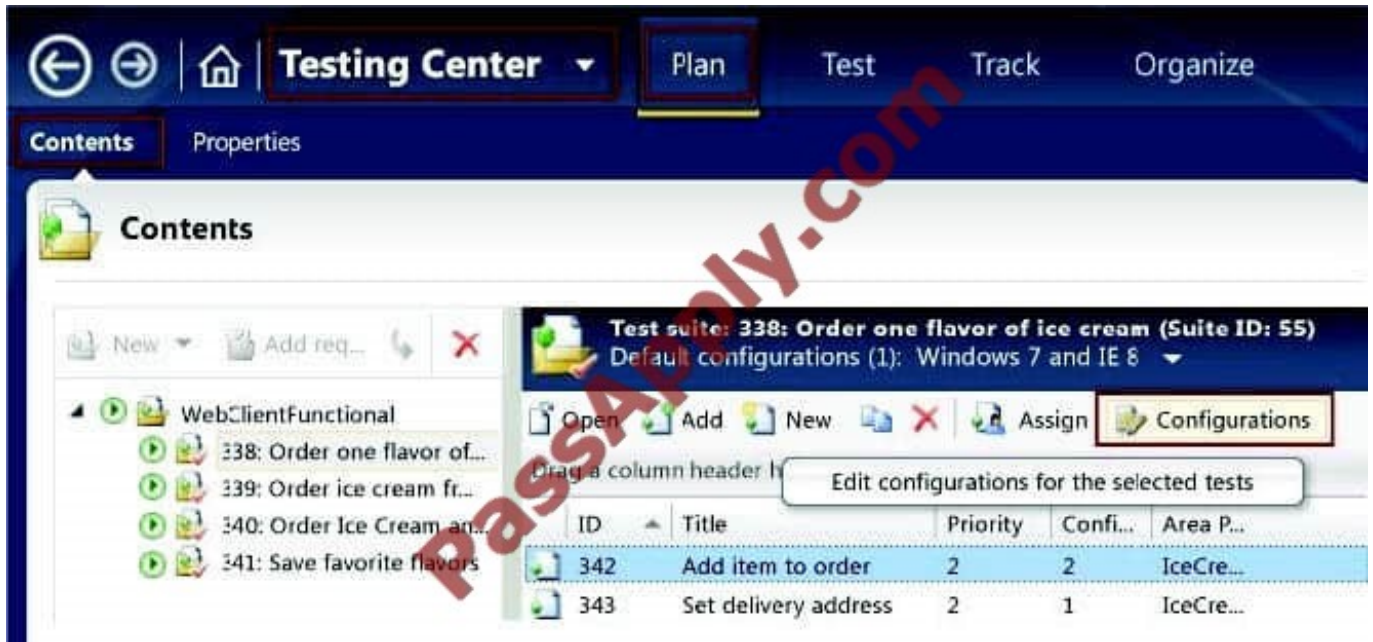 Testing Center Plan Test Track Organize
Contents Properties
Contents
New Add req...
Test suite: 338: Order one flavor of ice cream (Suite ID: 55)
Default configurations (1): Windows 7 and IE 8
WebClientFunctional
338: Order one flavor of...
339: Order ice cream fr...
340: Order Ice Cream an...
341: Save favorite flavors
Open Add New Assign Configurations
Drag a column header h
Edit configurations for the selected tests
ID Title Priority Confi... Area P...
342 Add item to order 2 2 IceCre...
343 Set delivery address 2 1 IceCre...
PassApply.com